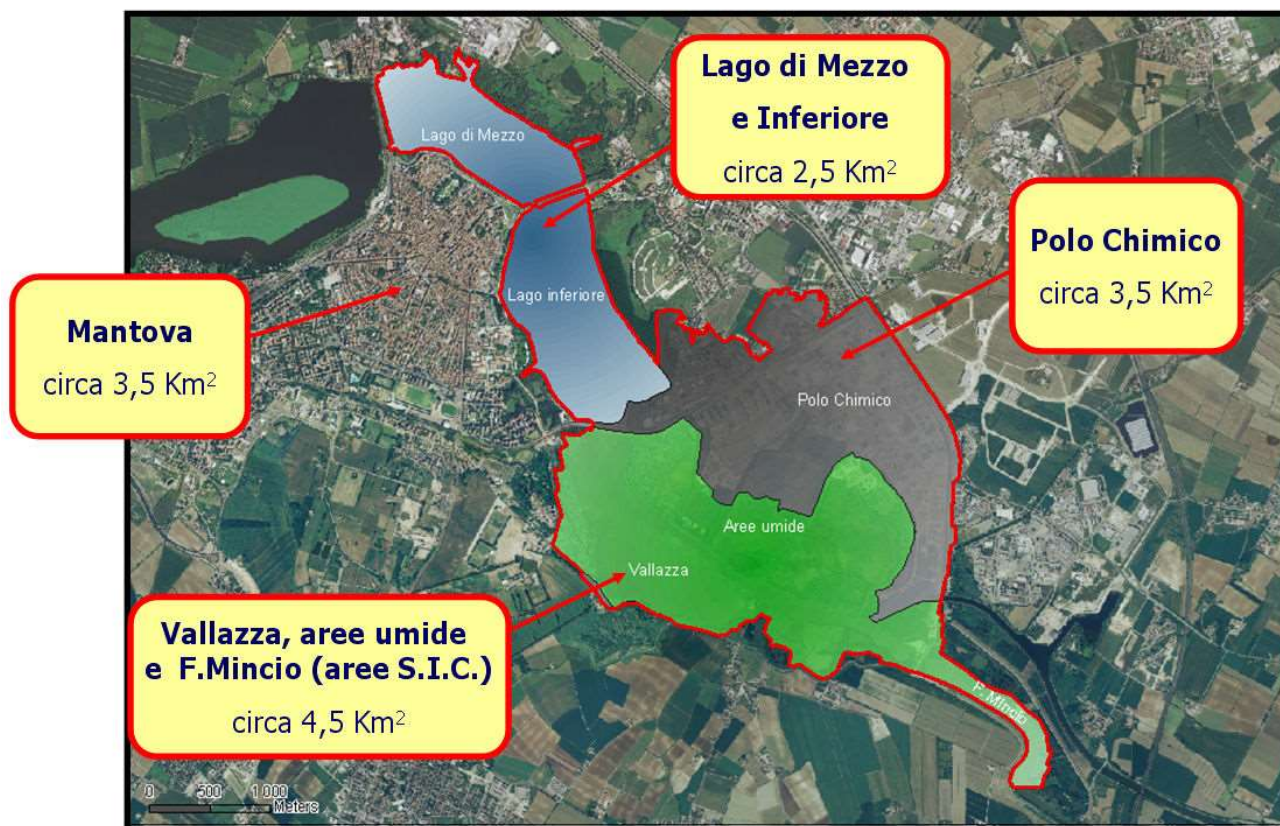 Lago di Mezzo
e Inferiore
circa 2,5 Km²
Lago di Mezzo
Polo Chimico
circa 3,5 Km²
Mantova
circa 3,5 Km²
Lago inferiore
Polo Chimico
Aree umide
Vallazza
Vallazza, aree umide
e F.Mincio (aree S.I.C.)
circa 4,5 Km²
F. Mincio
0 500 1 000
Meters